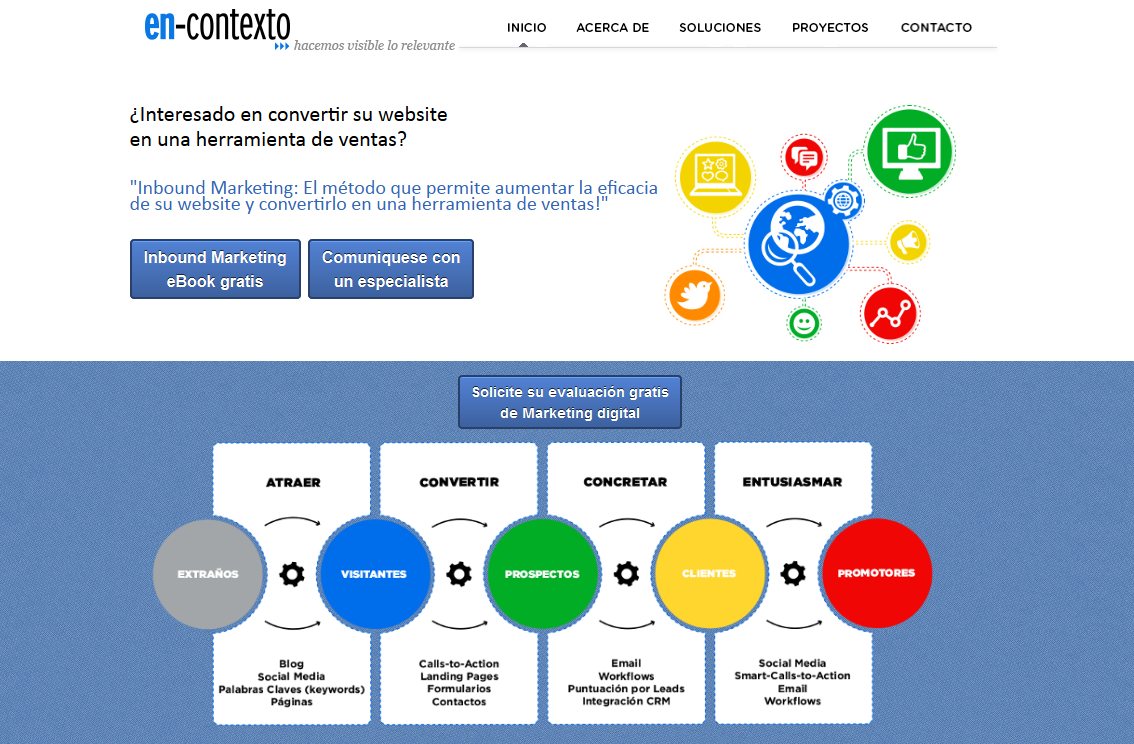 en-contexto
hacemos visible lo relevante
INICIO ACERCA DE SOLUCIONES PROYECTOS CONTACTO
¿Interesado en convertir su website
en una herramienta de ventas?
"Inbound Marketing: El método que permite aumentar la eficacia
de su website y convertirlo en una herramienta de ventas!"
Inbound Marketing
eBook gratis
Comuniquese con
un especialista
Solicite su evaluación gratis
de Marketing digital
ATRAER CONVERTIR CONCRETAR ENTUSIASMAR
EXTRAÑOS VISITANTES PROSPECTOS CLIENTES PROMOTORES
Blog
Social Media
Palabras Claves (keywords)
Páginas
Calls-to-Action
Landing Pages
Formularios
Contactos
Email
Workflows
Puntuación por Leads
Integración CRM
Social Media
Smart-Calls-to-Action
Email
Workflows